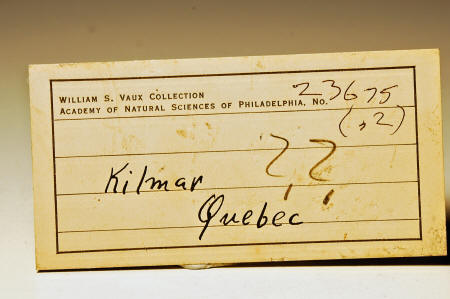 WILLIAM S. VAUX COLLECTION
ACADEMY OF NATURAL SCIENCES OF PHILADELPHIA, NO. 23675
(.2)
? ?
Kilmar
Quebec